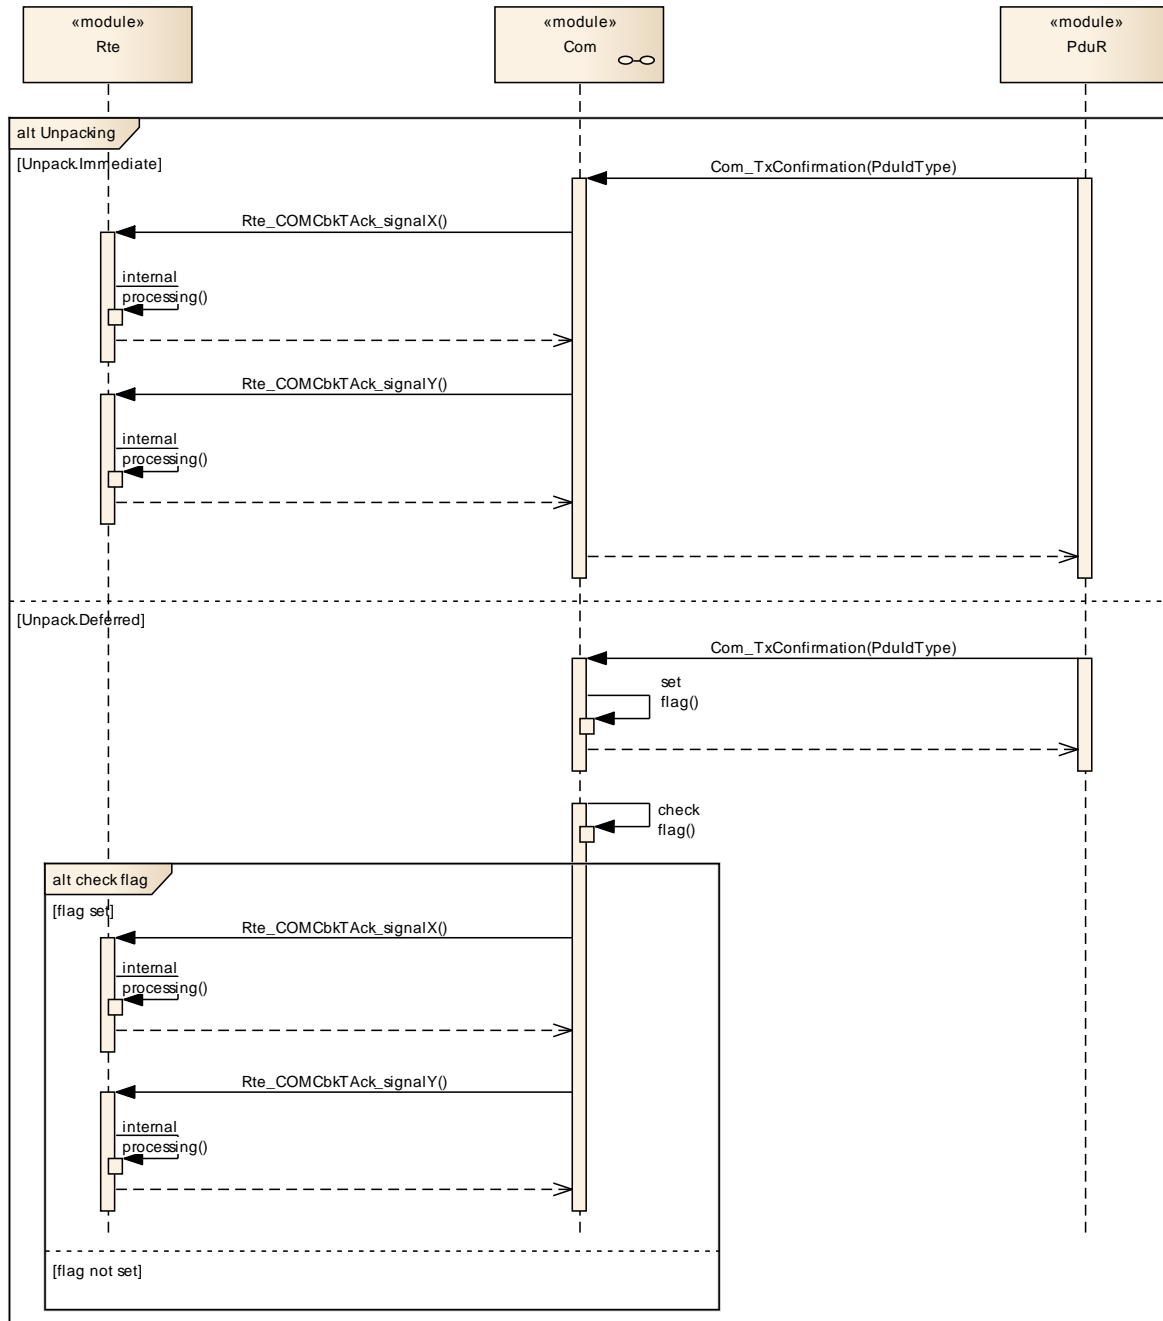 «module»
Rte
«module»
Com
«module»
PduR
alt Unpacking
[Unpack.Immediate]
Com_TxConfirmation(PduIdType)
Rte_COMCbkTAck_signalX()
internal
processing()
Rte_COMCbkTAck_signalY()
internal
processing()
[Unpack.Deferred]
Com_TxConfirmation(PduIdType)
set
flag()
check
flag()
alt check flag
[flag set]
Rte_COMCbkTAck_signalX()
internal
processing()
Rte_COMCbkTAck_signalY()
internal
processing()
[flag not set]